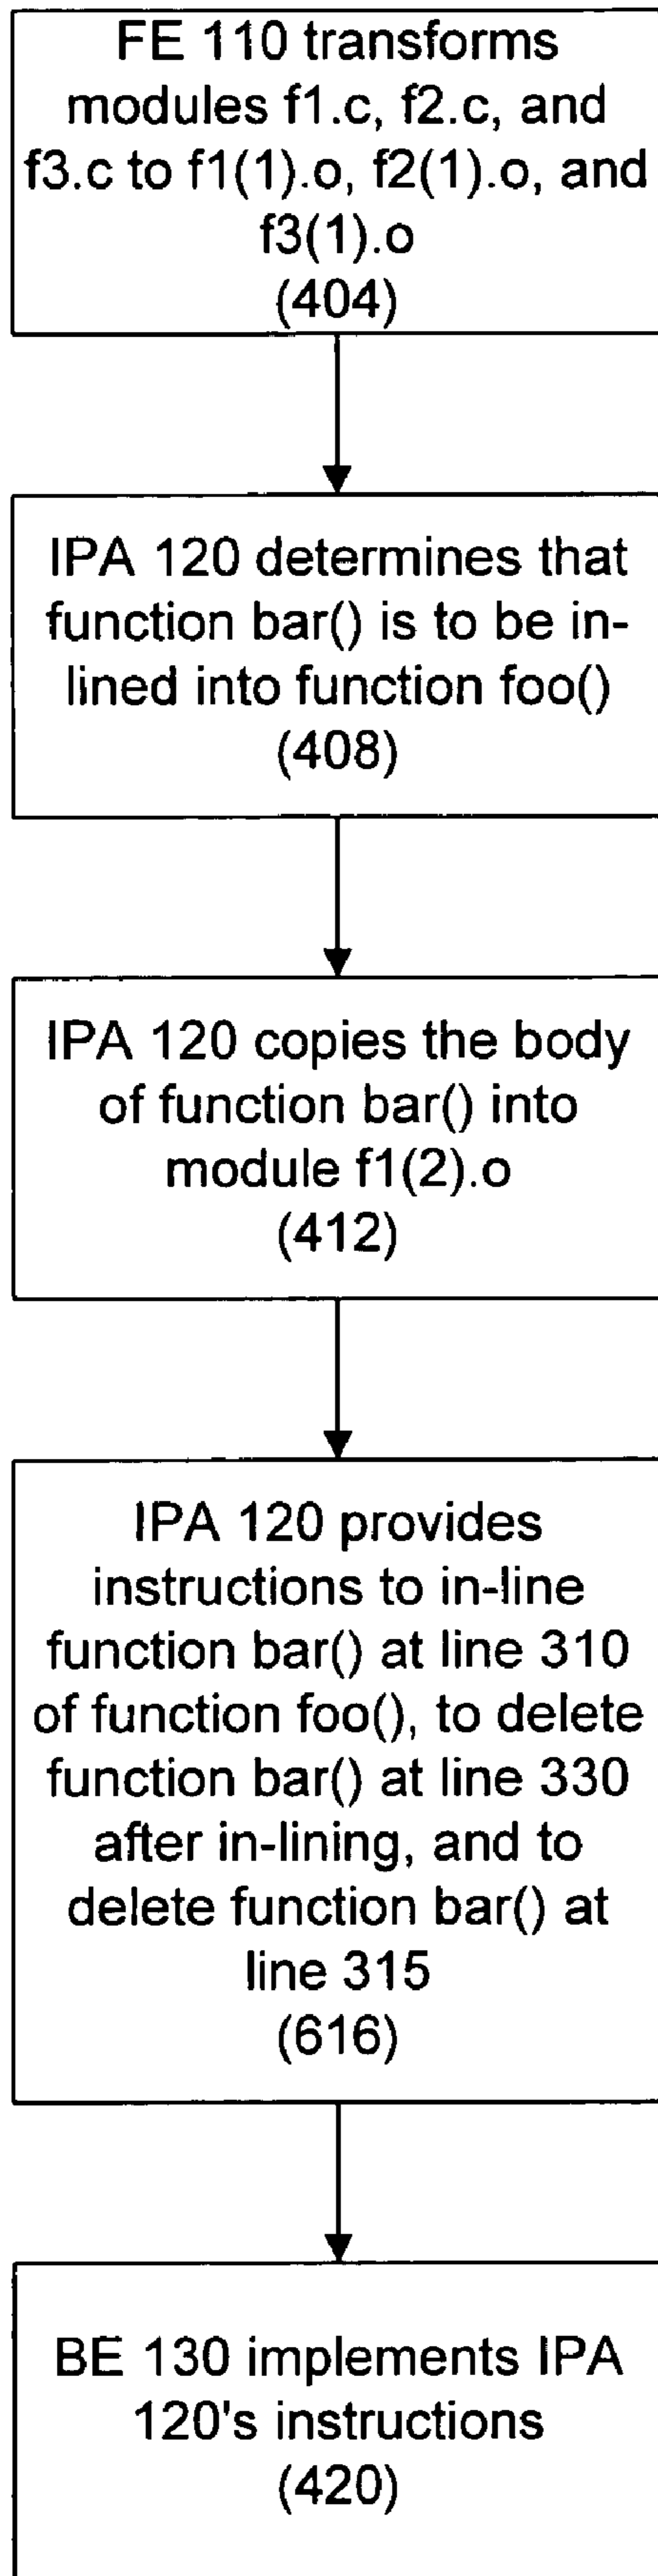 FE 110 transforms
modules f1.c, f2.c, and
f3.c to f1(1).o, f2(1).o, and
f3(1).o
(404)
IPA 120 determines that
function bar() is to be in-
lined into function foo()
(408)
IPA 120 copies the body
of function bar() into
module f1(2).o
(412)
IPA 120 provides
instructions to in-line
function bar() at line 310
of function foo(), to delete
function bar() at line 330
after in-lining, and to
delete function bar() at
line 315
(616)
BE 130 implements IPA
120's instructions
(420)